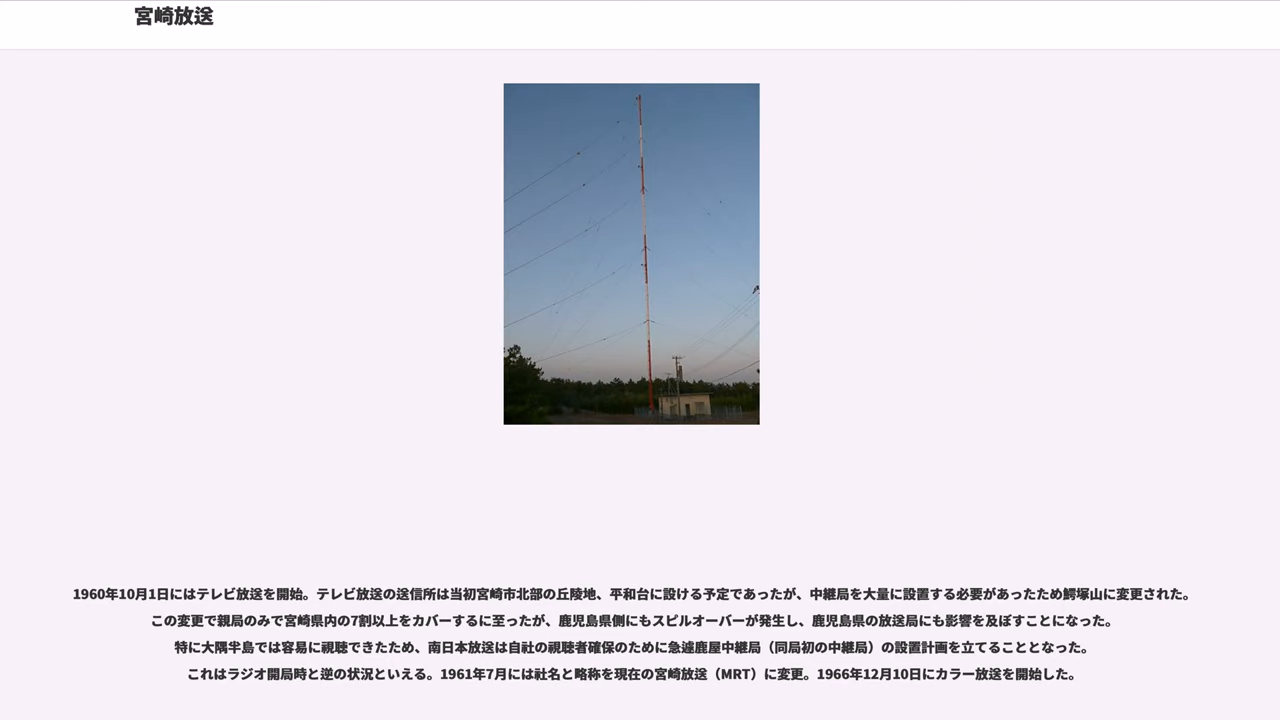 宮崎放送
1960年10月1日にはテレビ放送を開始。テレビ放送の送信所は当初宮崎市北部の丘陵地、平和台に設ける予定であったが、中継局を大量に設置する必要があったため鰐塚山に変更された。
この変更で親局のみで宮崎県内の7割以上をカバーするに至ったが、鹿児島県側にもスピルオーバーが発生し、鹿児島県の放送局にも影響を及ぼすことになった。
特に大隅半島では容易に視聴できたため、南日本放送は自社の視聴者確保のために急遽鹿屋中継局（同局初の中継局）の設置計画を立てることとなった。
これはラジオ開局時と逆の状況といえる。1961年7月には社名と略称を現在の宮崎放送（MRT）に変更。1966年12月10日にカラー放送を開始した。